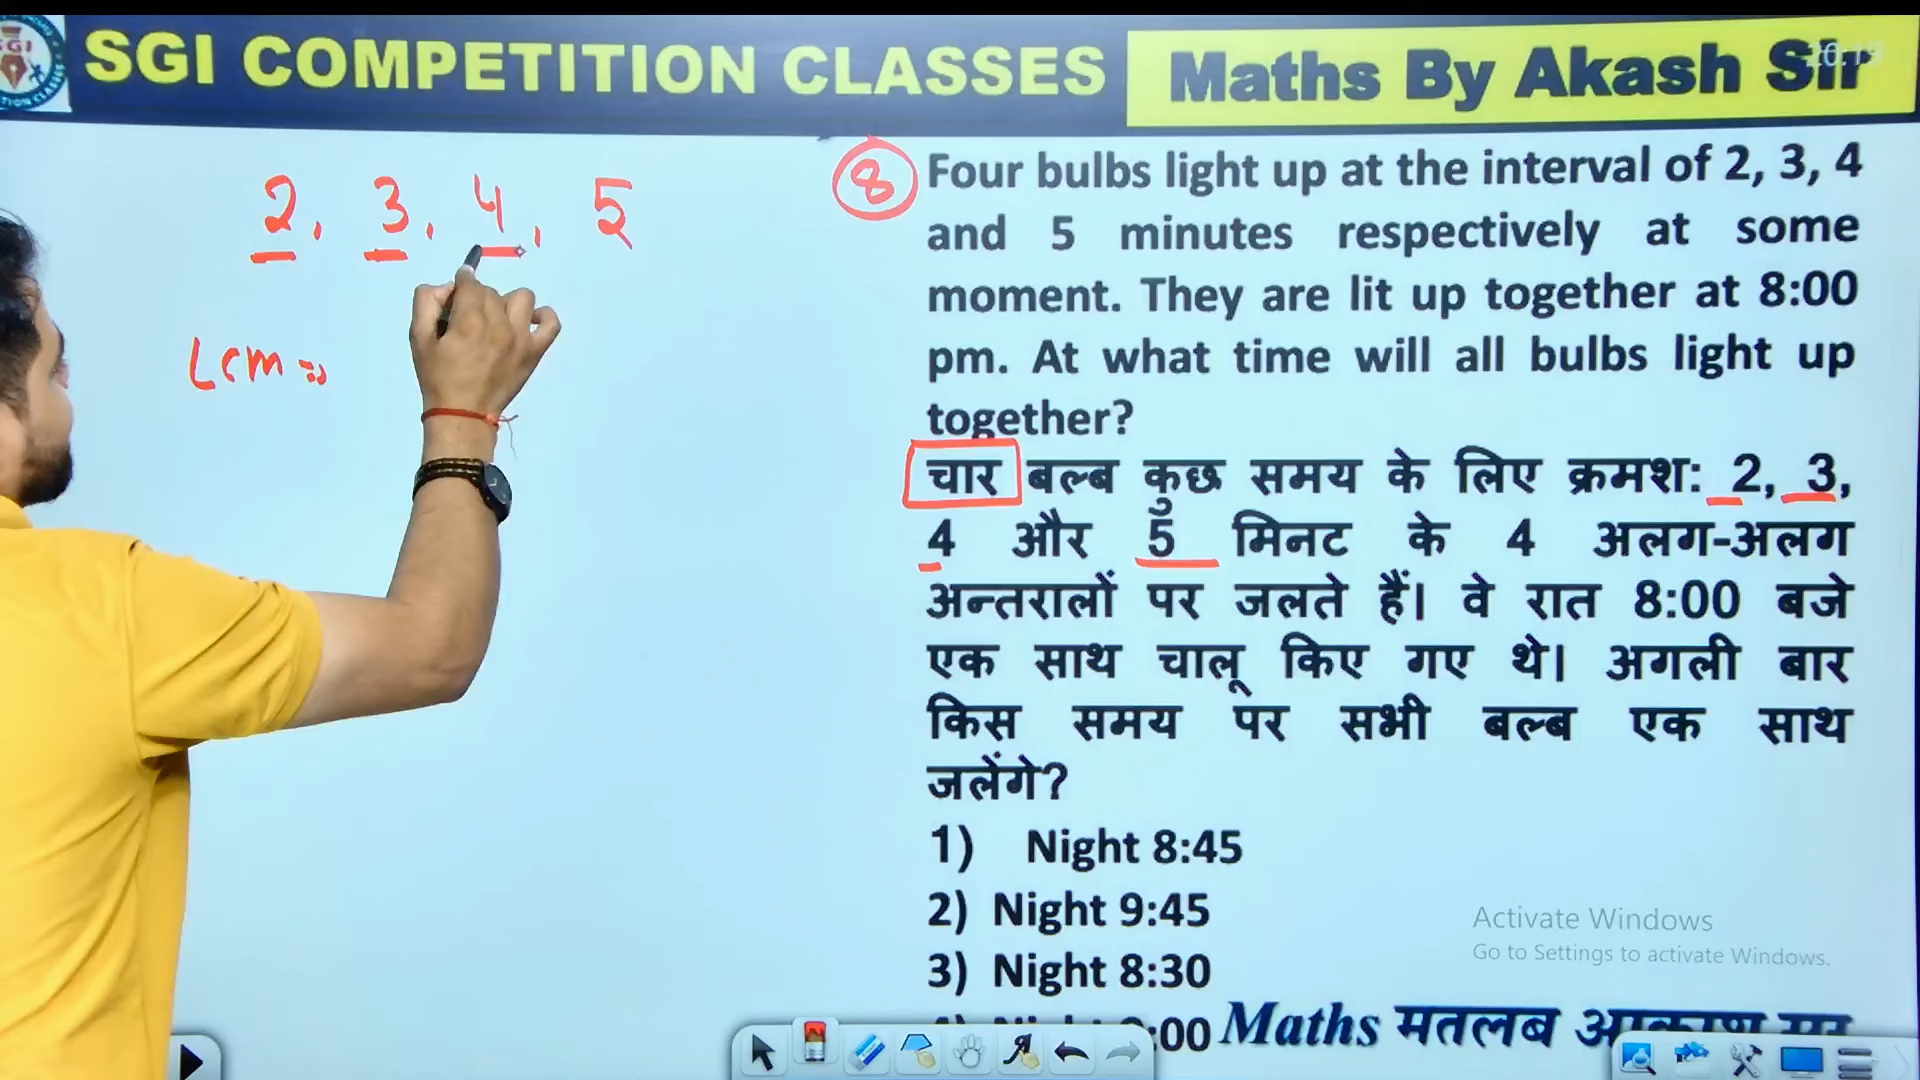 SGI COMPETITION CLASSES
Maths By Akash Sir
20:19
2, 3, 4, 5
Lcm =>
8
Four bulbs light up at the interval of 2, 3, 4
and 5 minutes respectively at some
moment. They are lit up together at 8:00
pm. At what time will all bulbs light up
together?
चार बल्ब कुछ समय के लिए क्रमश: 2, 3,
4 और 5 मिनट के 4 अलग-अलग
अन्तरालों पर जलते हैं। वे रात 8:00 बजे
एक साथ चालू किए गए थे। अगली बार
किस समय पर सभी बल्ब एक साथ
जलेंगे?
1) Night 8:45
2) Night 9:45
3) Night 8:30
:00
Maths मतलब
Activate Windows
Go to Settings to activate Windows.